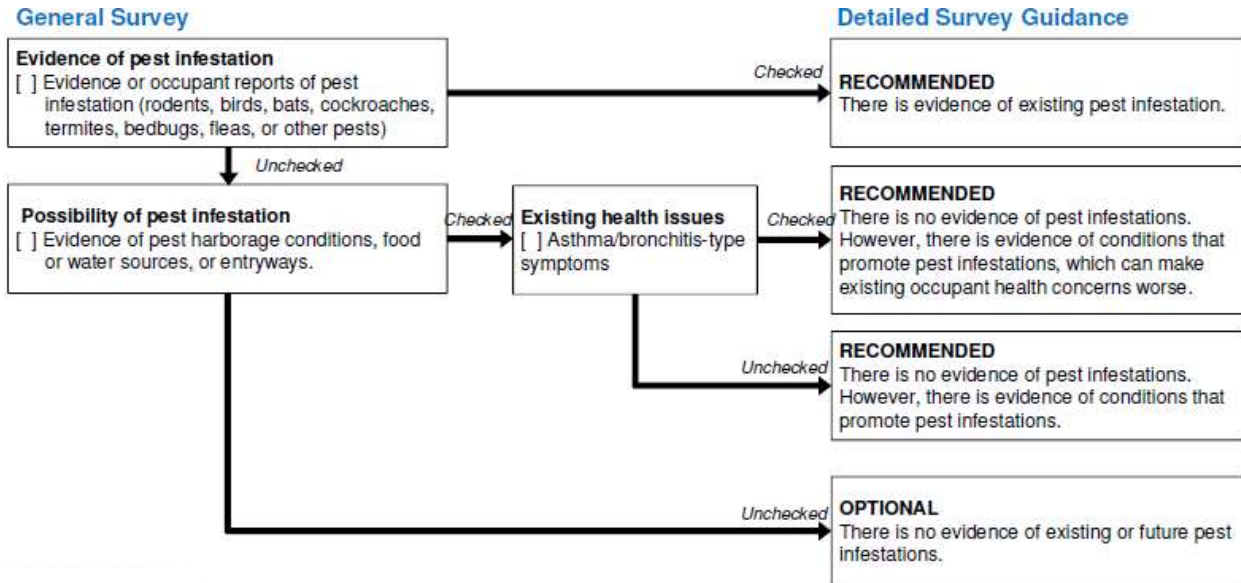 General Survey
Detailed Survey Guidance
Evidence of pest infestation
[ ] Evidence or occupant reports of pest
infestation (rodents, birds, bats, cockroaches,
termites, bedbugs, fleas, or other pests)
Checked
RECOMMENDED
There is evidence of existing pest infestation.
Unchecked
Possibility of pest infestation
[ ] Evidence of pest harborage conditions, food
or water sources, or entryways.
Checked
Existing health issues
[ ] Asthma/bronchitis-type
symptoms
Checked
RECOMMENDED
There is no evidence of pest infestations.
However, there is evidence of conditions that
promote pest infestations, which can make
existing occupant health concerns worse.
Unchecked
RECOMMENDED
There is no evidence of pest infestations.
However, there is evidence of conditions that
promote pest infestations.
Unchecked
OPTIONAL
There is no evidence of existing or future pest
infestations.